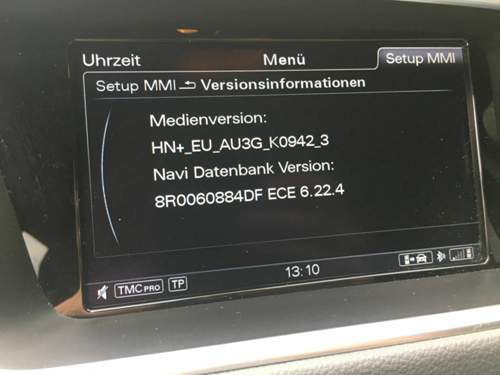 Uhrzeit Menü Setup MMI
Setup MMI Versionsinformationen
Medienversion:
HN+_EU_AU3G_K0942_3
Navi Datenbank Version:
8R0060884DF ECE 6.22.4
13:10
TMC PRO TP